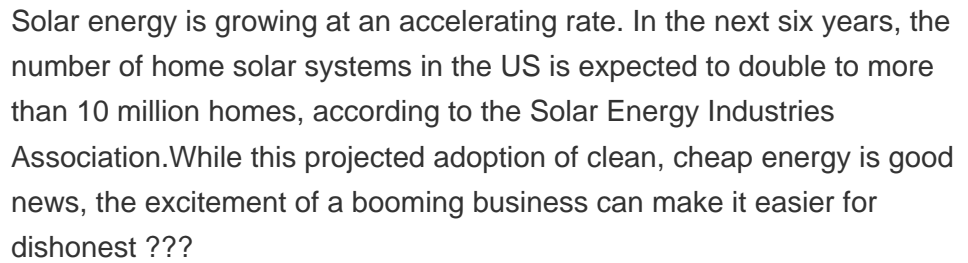 Solar energy is growing at an accelerating rate. In the next six years, the
number of home solar systems in the US is expected to double to more
than 10 million homes, according to the Solar Energy Industries
Association.While this projected adoption of clean, cheap energy is good
news, the excitement of a booming business can make it easier for
dishonest ???